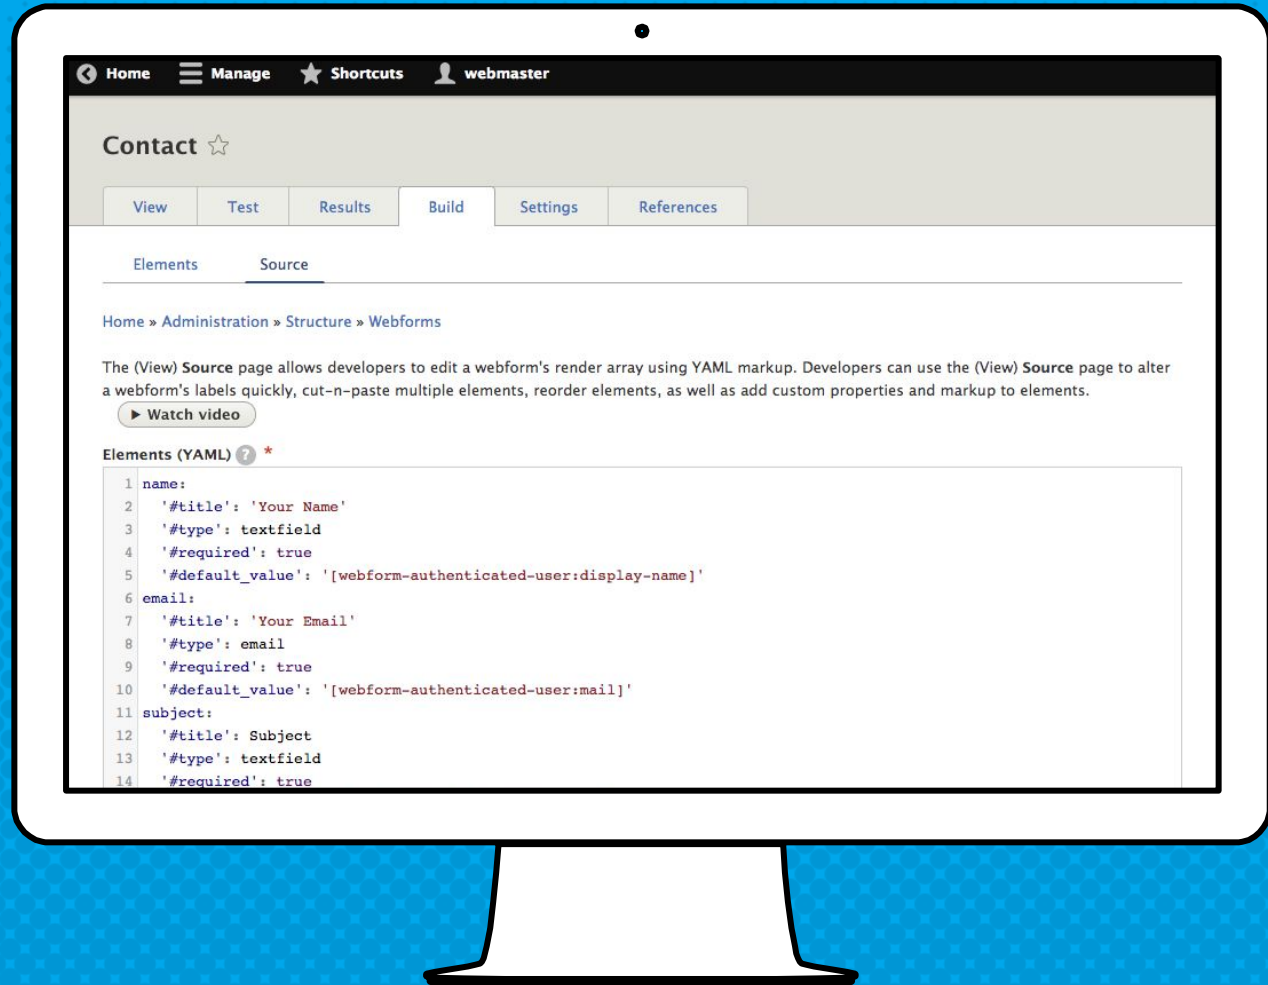 Home Manage Shortcuts webmaster
Contact
View Test Results Build Settings References
Elements Source
Home » Administration » Structure » Webforms
The (View) Source page allows developers to edit a webform's render array using YAML markup. Developers can use the (View) Source page to alter
a webform's labels quickly, cut-n-paste multiple elements, reorder elements, as well as add custom properties and markup to elements.
Watch video
Elements (YAML) ? *
1 name:
2   '#title': 'Your Name'
3   '#type': textfield
4   '#required': true
5   '#default_value': '[webform-authenticated-user:display-name]'
6 email:
7   '#title': 'Your Email'
8   '#type': email
9   '#required': true
10   '#default_value': '[webform-authenticated-user:mail]'
11 subject:
12   '#title': Subject
13   '#type': textfield
14   '#required': true